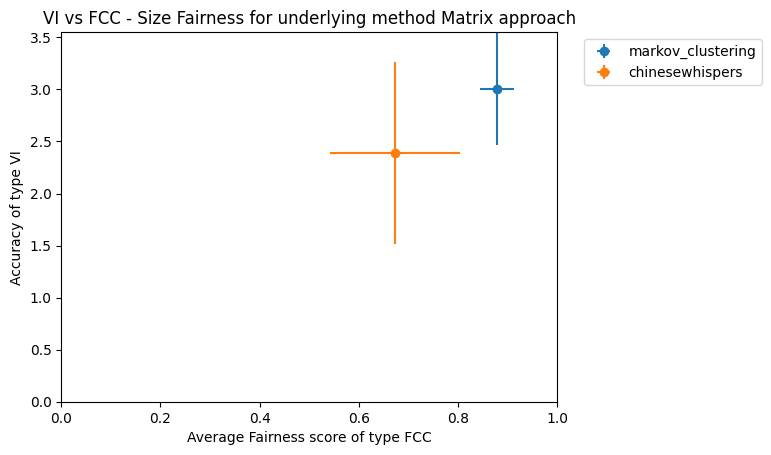 VI vs FCC - Size Fairness for underlying method Matrix approach
markov_clustering
chinesewhispers
Accuracy of type VI
3.5
3.0
2.5
2.0
1.5
1.0
0.5
0.0
0.0 0.2 0.4 0.6 0.8 1.0
Average Fairness score of type FCC